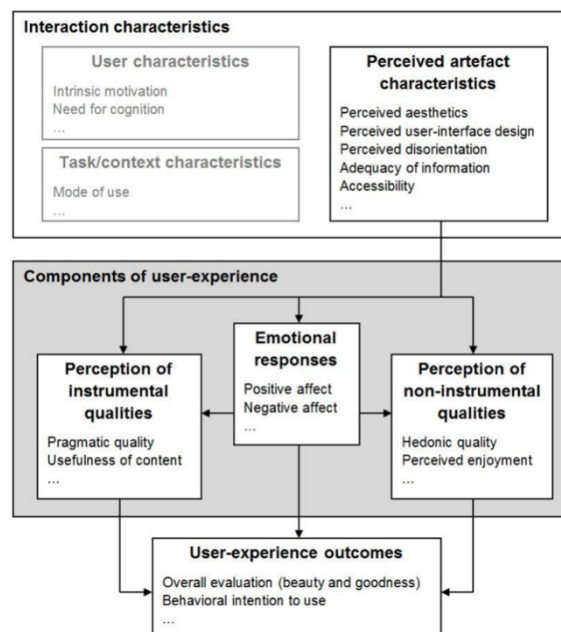 Interaction characteristics
User characteristics
Intrinsic motivation
Need for cognition
...
Task/context characteristics
Mode of use
...
Perceived artefact
characteristics
Perceived aesthetics
Perceived user-interface design
Perceived disorientation
Adequacy of information
Accessibility
...
Components of user-experience
Perception of
instrumental
qualities
Pragmatic quality
Usefulness of content
...
Emotional
responses
Positive affect
Negative affect
...
Perception of
non-instrumental
qualities
Hedonic quality
Perceived enjoyment
...
User-experience outcomes
Overall evaluation (beauty and goodness)
Behavioral intention to use
...